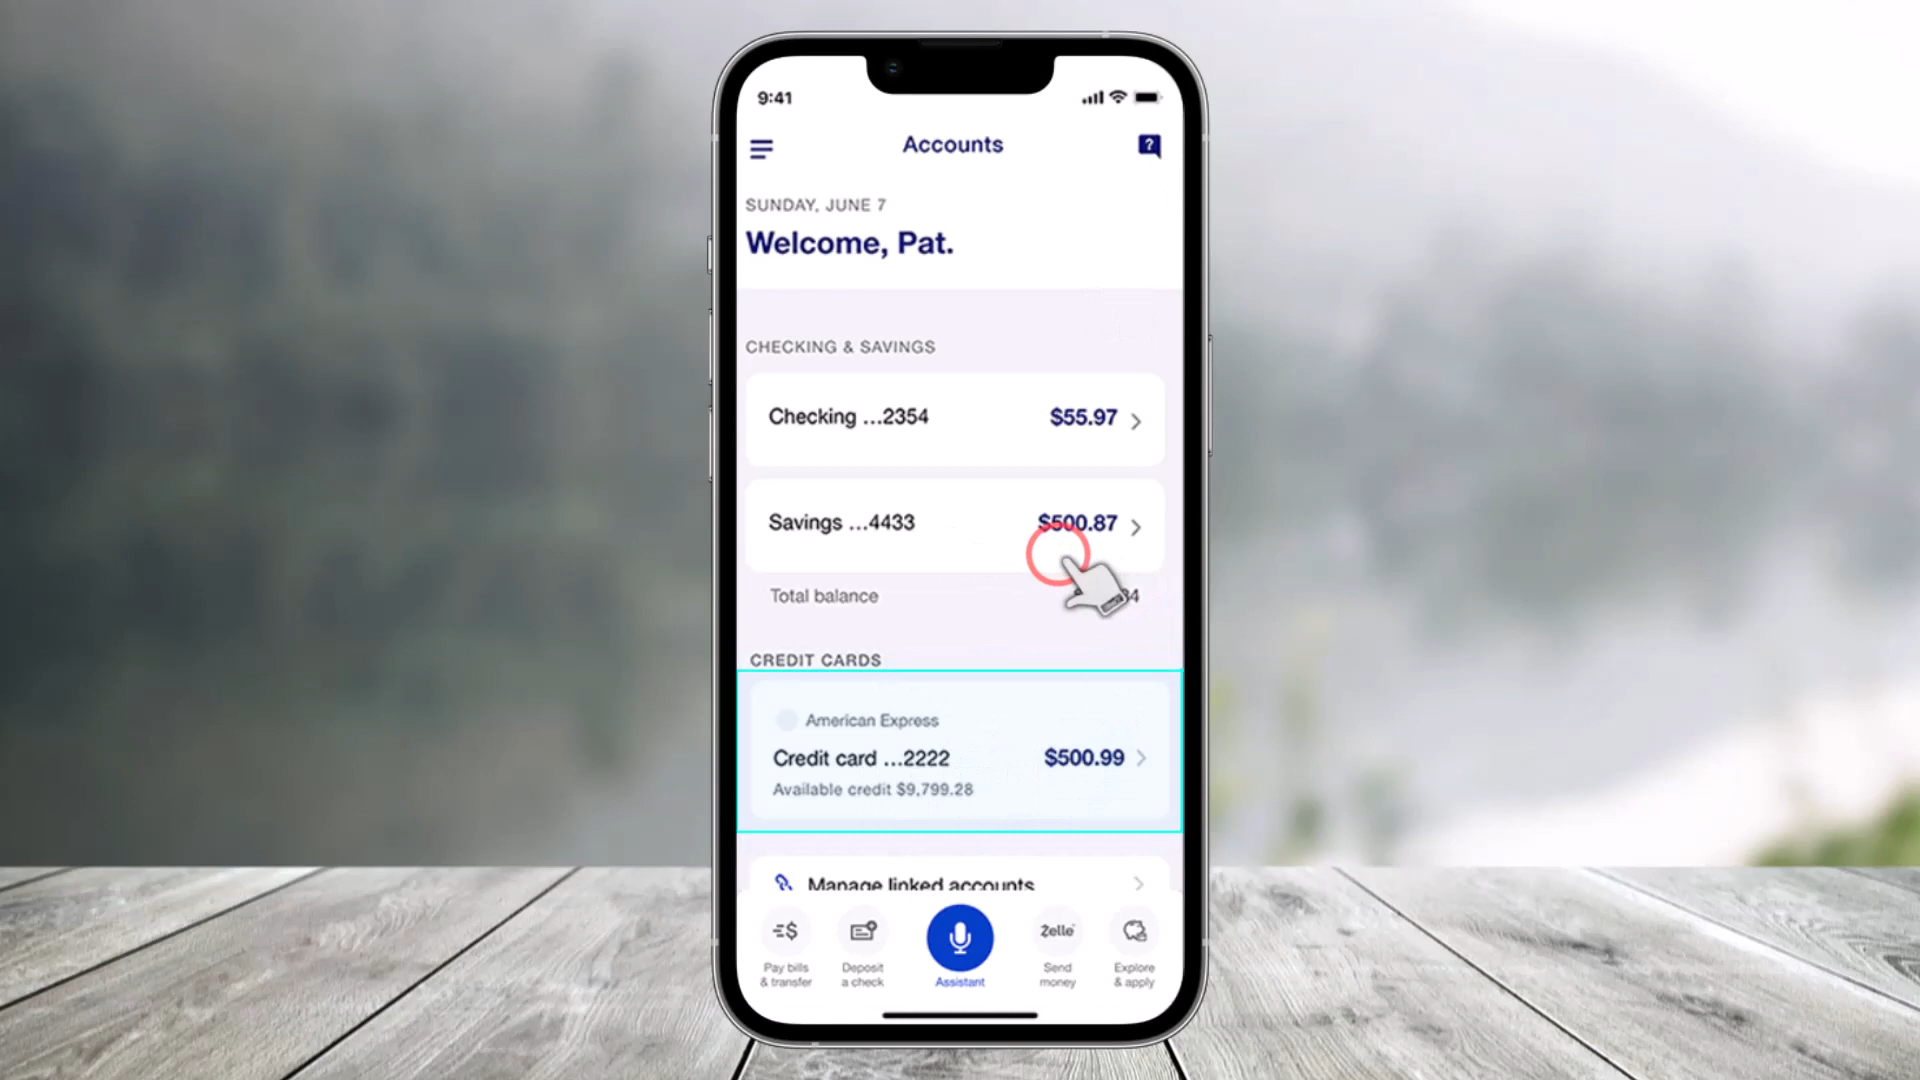 9:41
Accounts
?
SUNDAY, JUNE 7
Welcome, Pat.
CHECKING & SAVINGS
Checking ...2354 $55.97
Savings ...4433 $500.87
Total balance
CREDIT CARDS
American Express
Credit card ...2222 $500.99
Available credit $9,799.28
Manage linked accounts
Zelle
Pay bills & transfer
Deposit a check
Assistant
Send money
Explore & apply